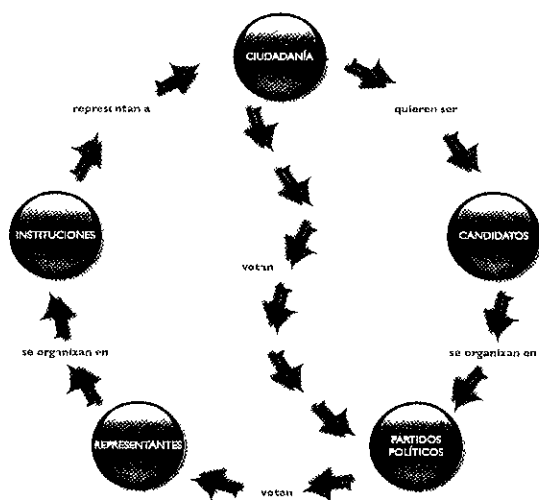 CIUDADANÍA
representan a
quieren ser
INSTITUCIONES
CANDIDATOS
votan
se organizan en
se organizan en
REPRESENTANTES
PARTIDOS
POLÍTICOS
votan